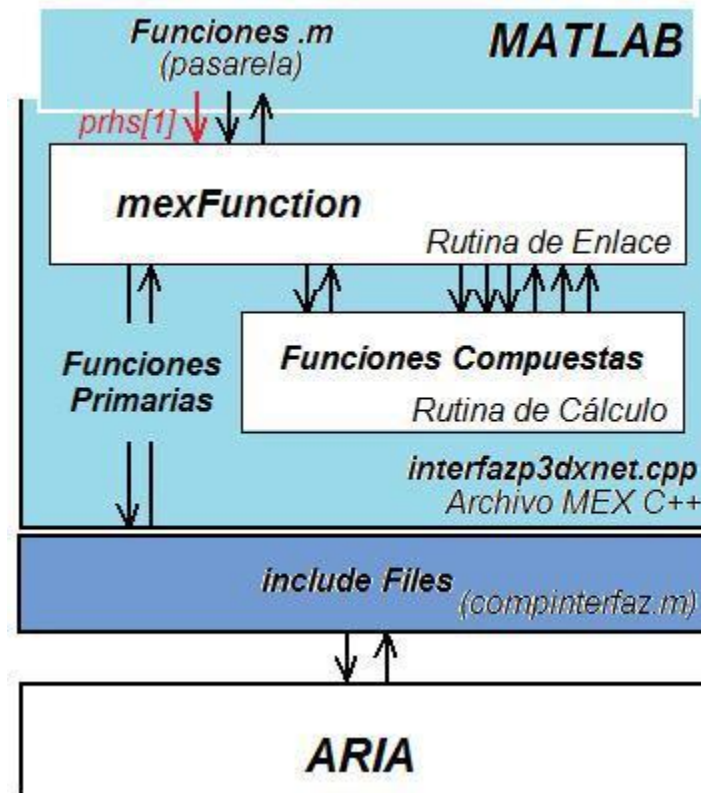 Funciones .m
(pasarela)
MATLAB
prhs[1]
mexFunction
Rutina de Enlace
Funciones
Primarias
Funciones Compuestas
Rutina de Cálculo
interfazp3dxnet.cpp
Archivo MEX C++
include Files
(compinterfaz.m)
ARIA